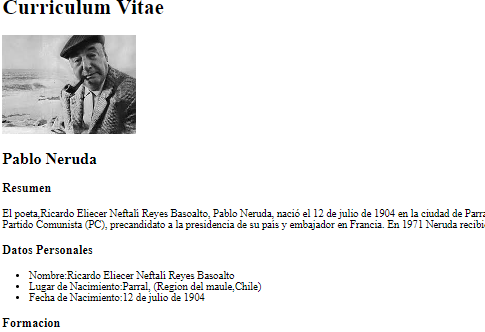 Curriculum Vitae
Pablo Neruda
Resumen
El poeta,Ricardo Eliecer Neftalí Reyes Basoalto, Pablo Neruda, nació el 12 de julio de 1904 en la ciudad de Parra
Partido Comunista (PC), precandidato a la presidencia de su país y embajador en Francia. En 1971 Neruda recibi
Datos Personales
Nombre:Ricardo Eliecer Neftali Reyes Basoalto
Lugar de Nacimiento:Parral, (Region del maule,Chile)
Fecha de Nacimiento:12 de julio de 1904
Formacion